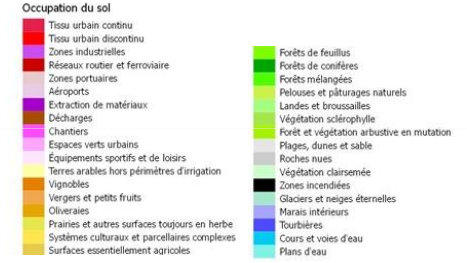 Occupation du sol
Tissu urbain continu
Tissu urbain discontinu
Zones industrielles
Réseaux routier et ferroviaire
Zones portuaires
Aéroports
Extraction de matériaux
Décharges
Chantiers
Espaces verts urbains
Équipements sportifs et de loisirs
Terres arables hors périmètres d'irrigation
Vignobles
Vergers et petits fruits
Oliveraies
Prairies et autres surfaces toujours en herbe
Systèmes culturaux et parcellaires complexes
Surfaces essentiellement agricoles
Forêts de feuillus
Forêts de conifères
Forêts mélangées
Pelouses et pâturages naturels
Landes et broussailles
Végétation sclérophylle
Forêt et végétation arbustive en mutation
Plages, dunes et sable
Roches nues
Végétation clairsemée
Zones incendiées
Glaciers et neiges éternelles
Marais intérieurs
Tourbières
Cours et voies d'eau
Plans d'eau